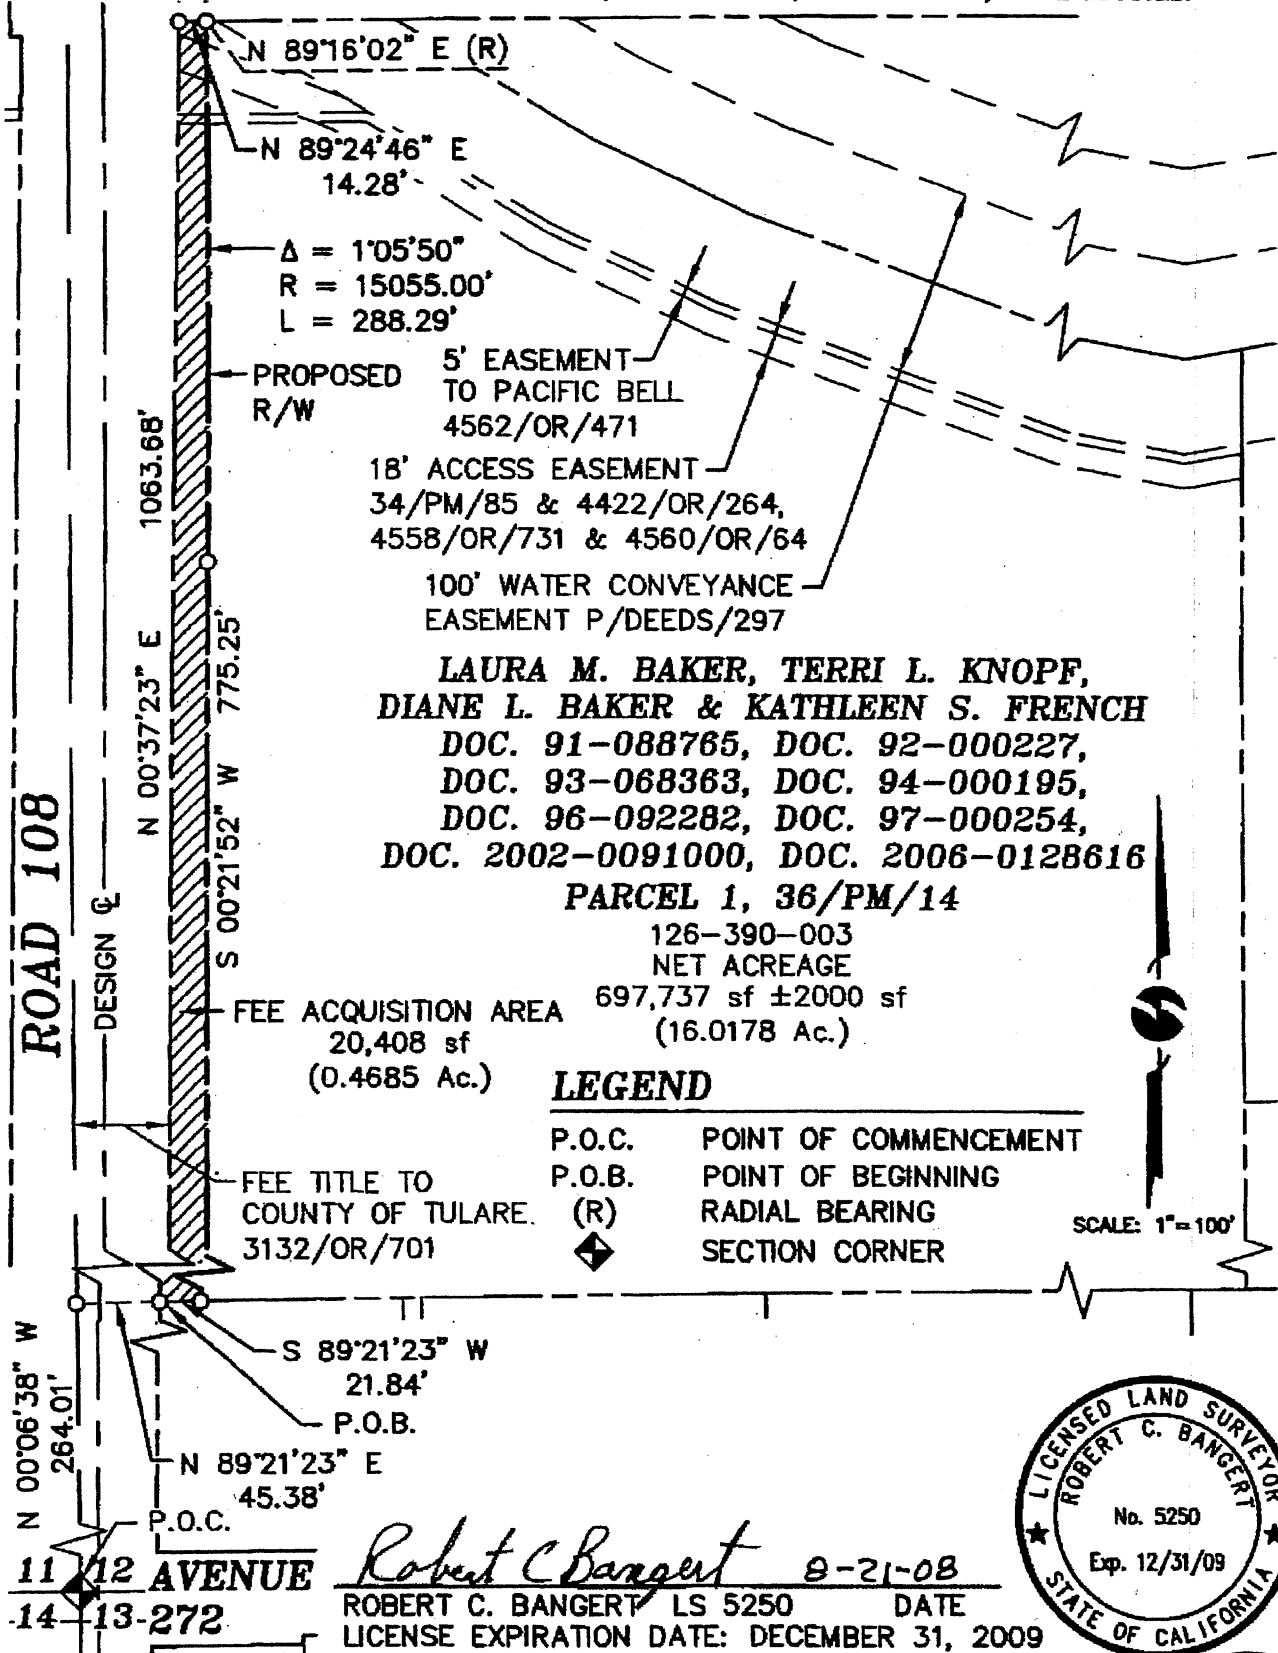 N 89°16'02" E (R)
N 89°24'46" E
14.28'
Δ = 1°05'50"
R = 15055.00'
L = 288.29'
PROPOSED
R/W
5' EASEMENT
TO PACIFIC BELL
4562/OR/471
18' ACCESS EASEMENT
34/PM/85 & 4422/OR/264,
4558/OR/731 & 4560/OR/64
100' WATER CONVEYANCE
EASEMENT P/DEEDS/297
N 00°37'23" E 1063.68'
S 00°21'52" W 775.25'
ROAD 108
DESIGN ℄
LAURA M. BAKER, TERRI L. KNOPF,
DIANE L. BAKER & KATHLEEN S. FRENCH
DOC. 91-088765, DOC. 92-000227,
DOC. 93-068363, DOC. 94-000195,
DOC. 96-092282, DOC. 97-000254,
DOC. 2002-0091000, DOC. 2006-0128616
PARCEL 1, 36/PM/14
126-390-003
NET ACREAGE
697,737 sf ±2000 sf
(16.0178 Ac.)
FEE ACQUISITION AREA
20,408 sf
(0.4685 Ac.)
LEGEND
P.O.C. POINT OF COMMENCEMENT
P.O.B. POINT OF BEGINNING
(R) RADIAL BEARING
SECTION CORNER
FEE TITLE TO
COUNTY OF TULARE.
3132/OR/701
SCALE: 1"=100'
S 89°21'23" W
21.84'
P.O.B.
N 89°21'23" E
45.38'
P.O.C.
N 00°06'38" W
264.01'
11 12
14 13
AVENUE
272
Robert C Bangert 8-21-08
ROBERT C. BANGERT LS 5250 DATE
LICENSE EXPIRATION DATE: DECEMBER 31, 2009
LICENSED LAND SURVEYOR
ROBERT C. BANGERT
No. 5250
Exp. 12/31/09
STATE OF CALIFORNIA